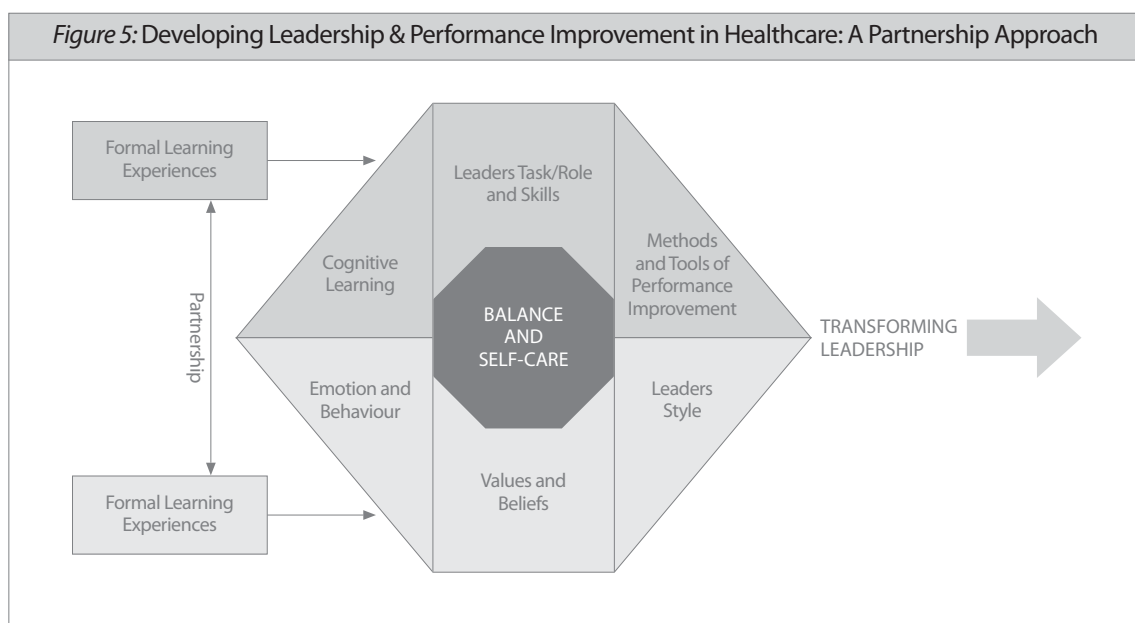 Figure 5: Developing Leadership & Performance Improvement in Healthcare: A Partnership Approach
Formal Learning
Experiences
Partnership
Formal Learning
Experiences
Cognitive
Learning
Leaders Task/Role
and Skills
Methods
and Tools of
Performance
Improvement
BALANCE
AND
SELF-CARE
Emotion and
Behaviour
Values and
Beliefs
Leaders
Style
TRANSFORMING
LEADERSHIP